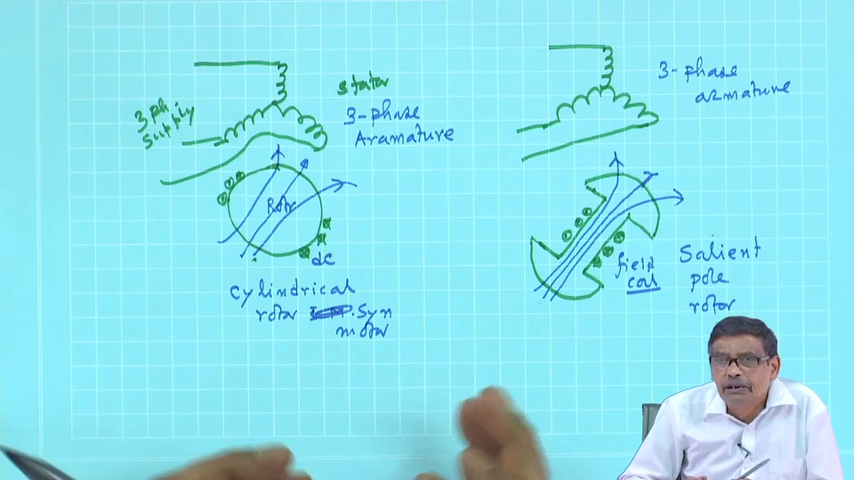 3 ph
supply
stator
3-phase
Aramature
Rotor
dc
cylindrical
rotor . Syn
motor
3-phase
armature
field
coil
Salient
pole
rotor